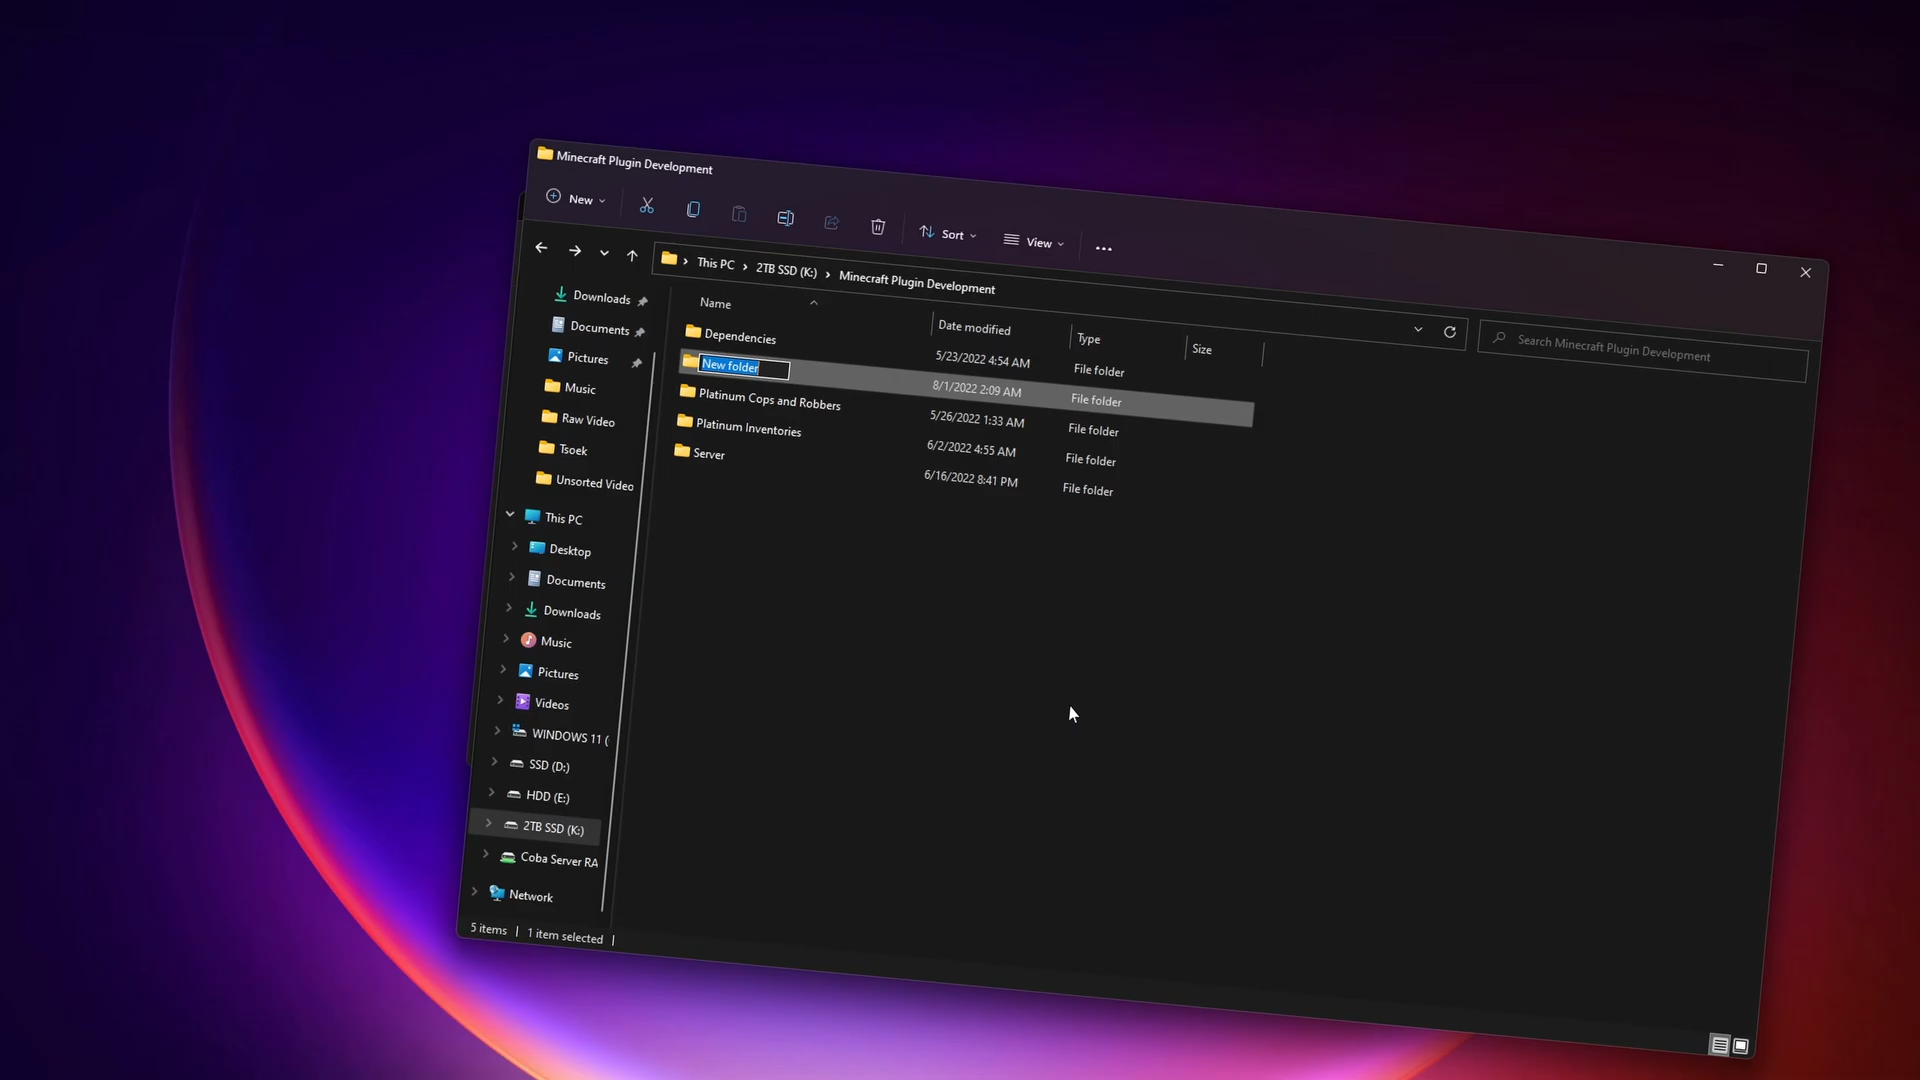 Minecraft Plugin Development
New
Sort
View
This PC
2TB SSD (K:)
Minecraft Plugin Development
Search Minecraft Plugin Development
Name
Date modified
Type
Size
Dependencies
5/23/2022 4:54 AM
File folder
New folder
8/1/2022 2:09 AM
File folder
Platinum Cops and Robbers
5/26/2022 1:33 AM
File folder
Platinum Inventories
6/2/2022 4:55 AM
File folder
Server
6/16/2022 8:41 PM
File folder
Downloads
Documents
Pictures
Music
Raw Video
Tsoek
Unsorted Video
This PC
Desktop
Documents
Downloads
Music
Pictures
Videos
WINDOWS 11 (
SSD (D:)
HDD (E:)
2TB SSD (K:)
Coba Server RA
Network
5 items
1 item selected